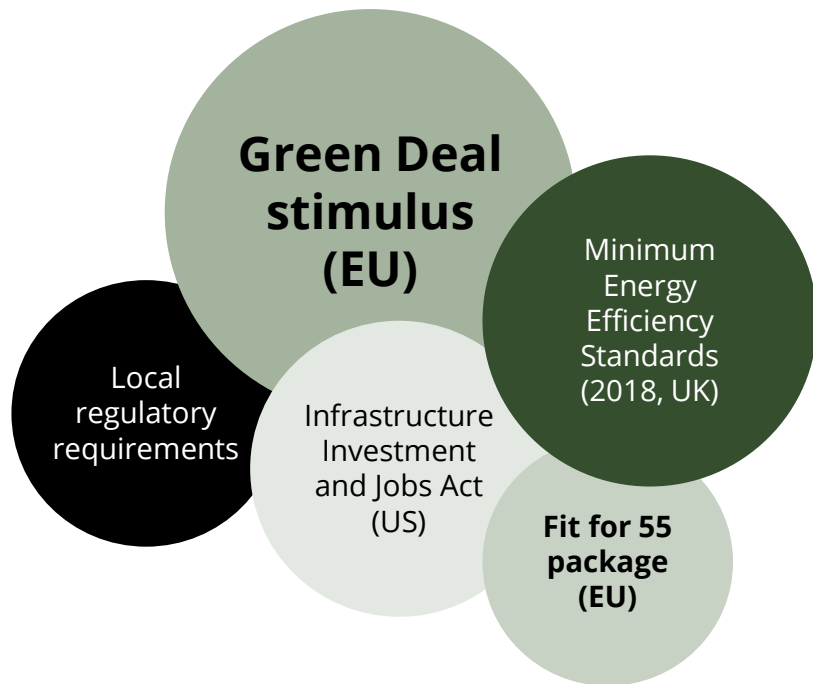 Green Deal
stimulus
(EU)
Minimum
Energy
Efficiency
Standards
(2018, UK)
Local
regulatory
requirements
Infrastructure
Investment
and Jobs Act
(US)
Fit for 55
package
(EU)